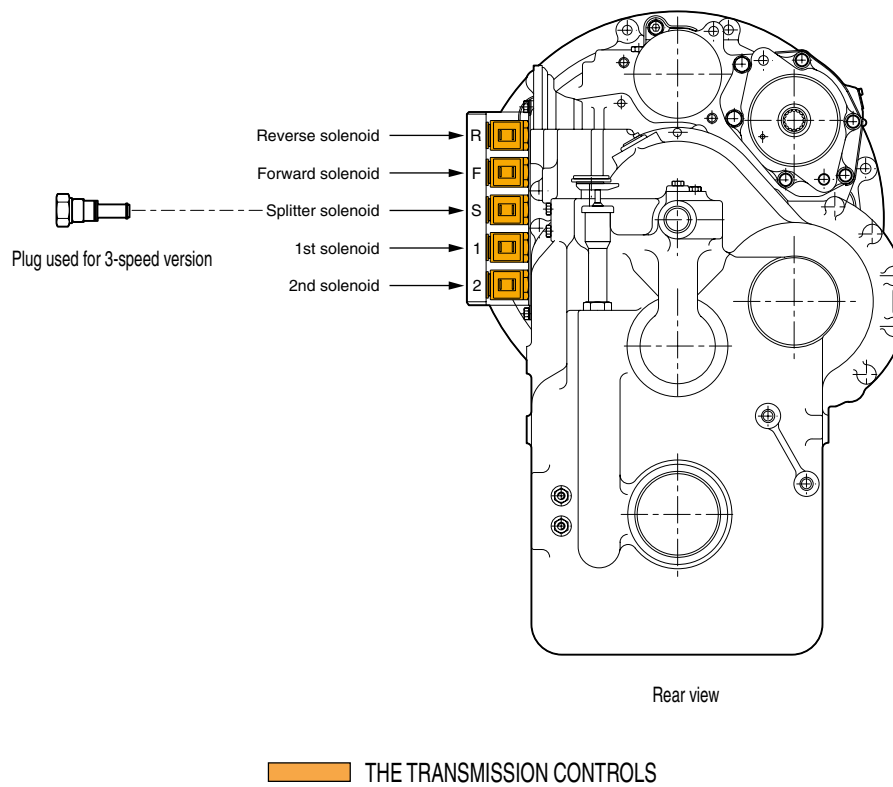 Reverse solenoid R
Forward solenoid F
Splitter solenoid S
Plug used for 3-speed version
1st solenoid 1
2nd solenoid 2
Rear view
THE TRANSMISSION CONTROLS